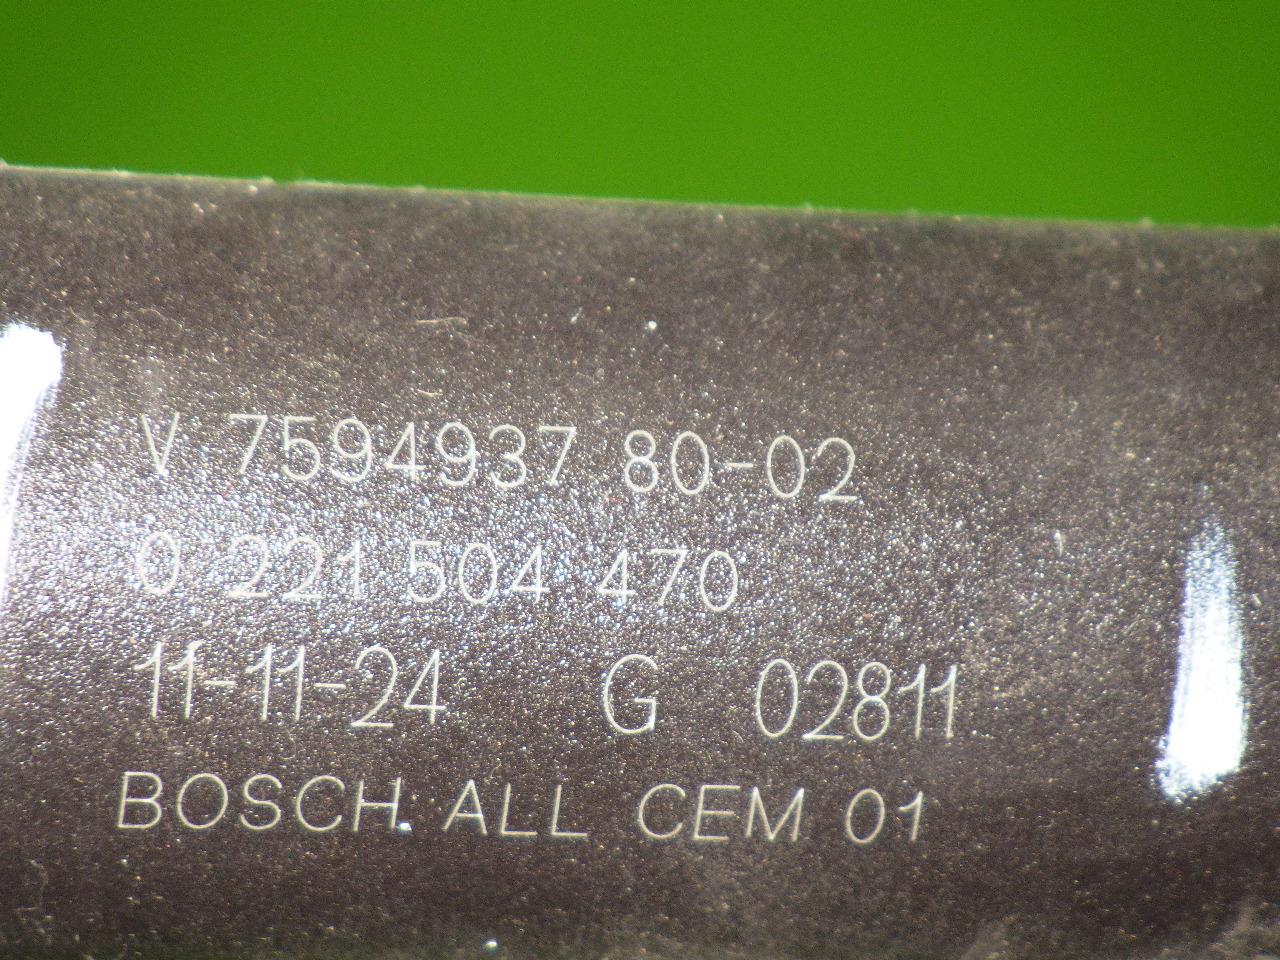 V 7594937 80-02
0 221 504 470
11-11-24 G 02811
BOSCH ALL CEM 01